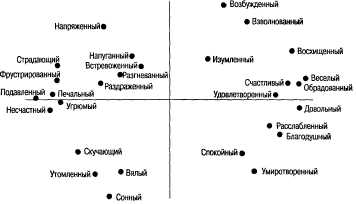 Возбужденный
Взволнованный
Напряженный
Восхищенный
Напуганный
Изумленный
Страдающий
Встревоженный
Разгневанный
Фрустрированный
Веселый
Счастливый
Обрадованный
Раздраженный
Подавленный
Печальный
Удовлетворенный
Угрюмый
Несчастный
Довольный
Расслабленный
Благодушный
Скучающий
Спокойный
Утомленный
Вялый
Умиротворенный
Сонный